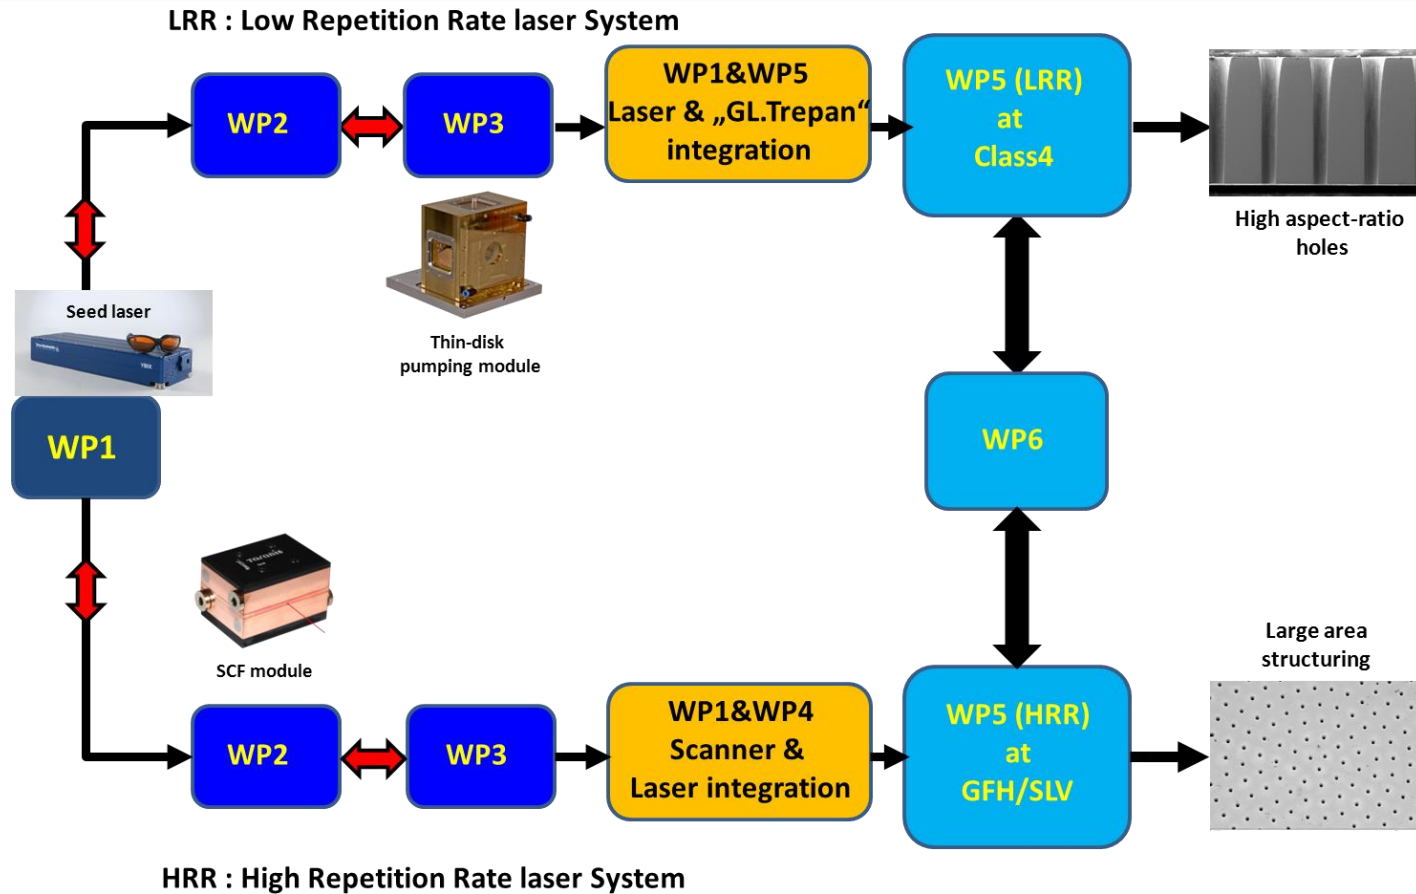 LRR : Low Repetition Rate laser System
WP2
WP3
WP1&WP5
Laser & „GL.Trepan“
integration
WP5 (LRR)
at
Class4
High aspect-ratio
holes
Seed laser
Thin-disk
pumping module
WP1
WP6
Taranis
SCF module
WP2
WP3
WP1&WP4
Scanner &
Laser integration
WP5 (HRR)
at
GFH/SLV
Large area
structuring
HRR : High Repetition Rate laser System